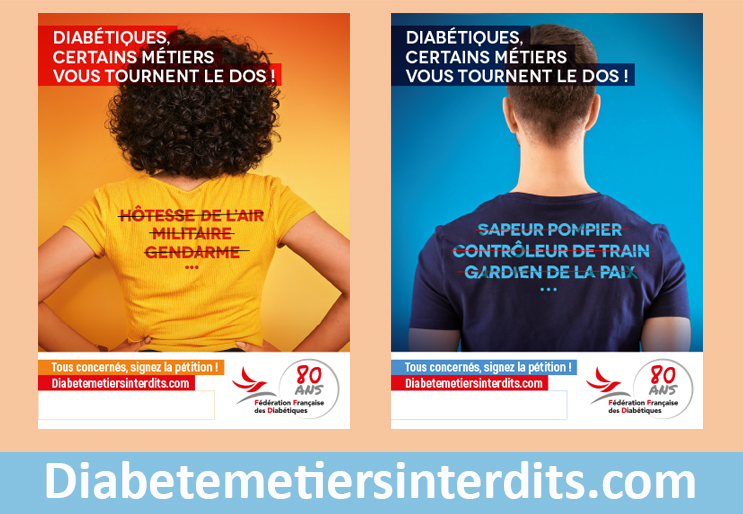 DIABÉTIQUES,
CERTAINS MÉTIERS
VOUS TOURNENT LE DOS !
HÔTESSE DE L'AIR
MILITAIRE
GENDARME
...
Tous concernés, signez la pétition !
Diabetemetiersinterdits.com
80
ANS
Fédération Française
des Diabétiques
DIABÉTIQUES,
CERTAINS MÉTIERS
VOUS TOURNENT LE DOS !
SAPEUR POMPIER
CONTRÔLEUR DE TRAIN
GARDIEN DE LA PAIX
...
Tous concernés, signez la pétition !
Diabetemetiersinterdits.com
80
ANS
Fédération Française
des Diabétiques
Diabetemetiersinterdits.com